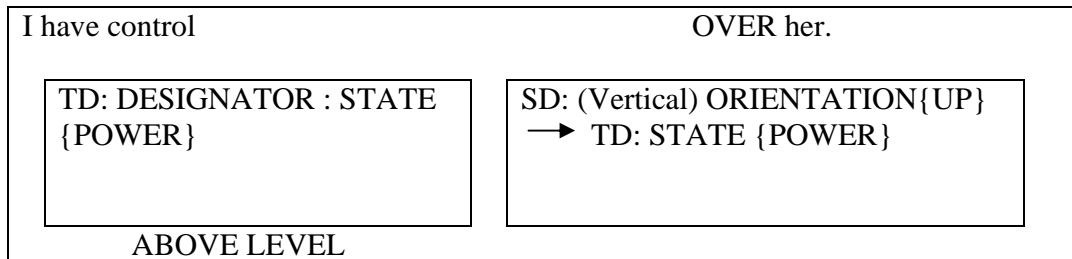 I have control OVER her.
TD: DESIGNATOR : STATE {POWER}
SD: (Vertical) ORIENTATION{UP}
→ TD: STATE {POWER}
ABOVE LEVEL